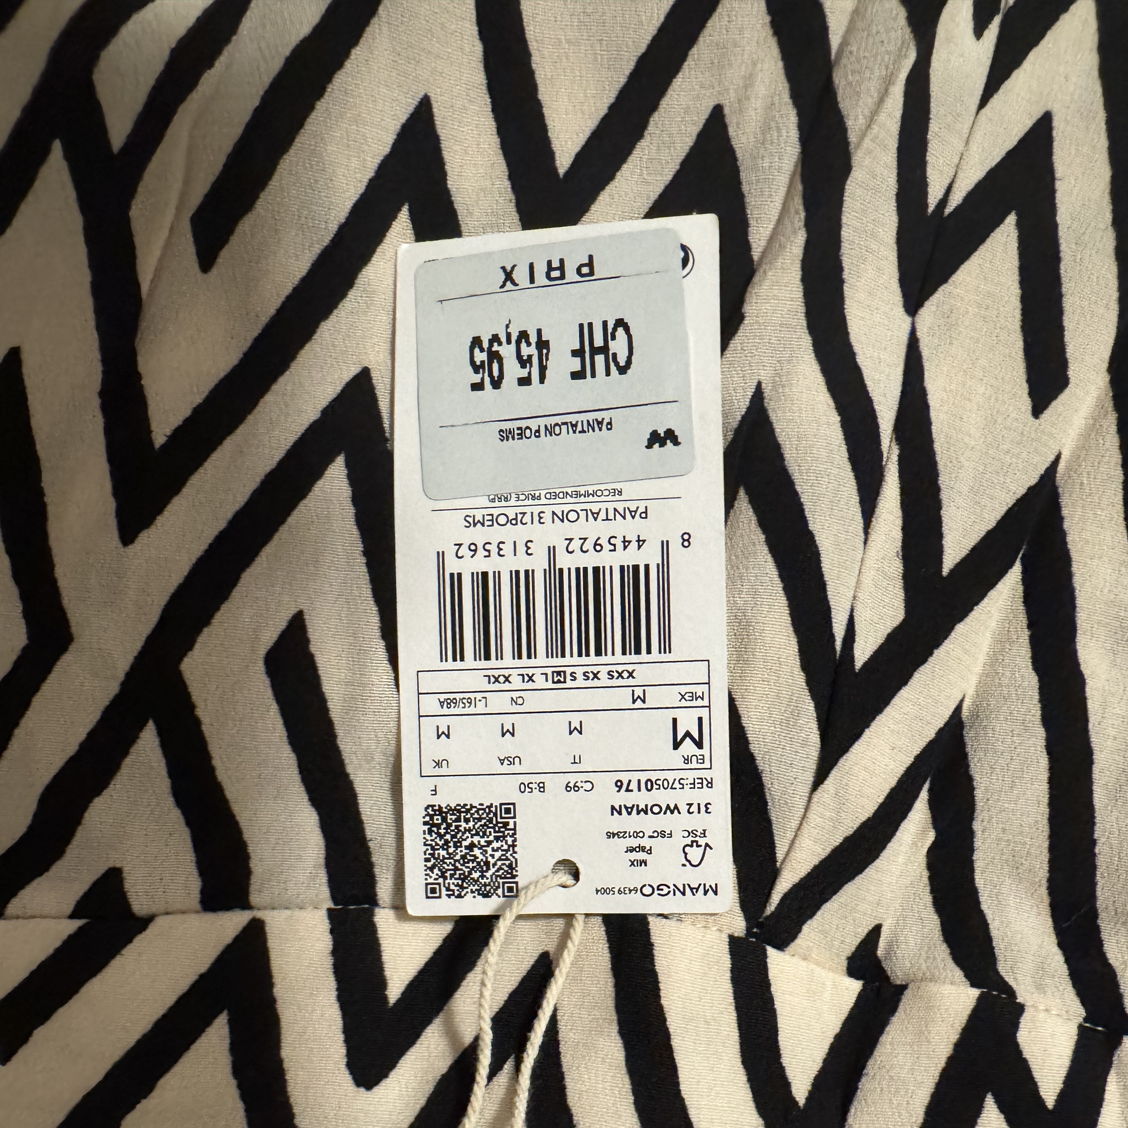 MANGO 6439 5004
MIX
Paper
FSC FSC™ C012345
312 WOMAN
REF:57050176 C:99 B:50 F
EUR IT USA UK
M M M M
MEX M CN L-165/68A
XXS XS S M L XL XXL
8 445922 313562
PANTALON 312POEMS
RECOMMENDED PRICE (RRP)
PANTALON POEMS
CHF 45,95
PRIX